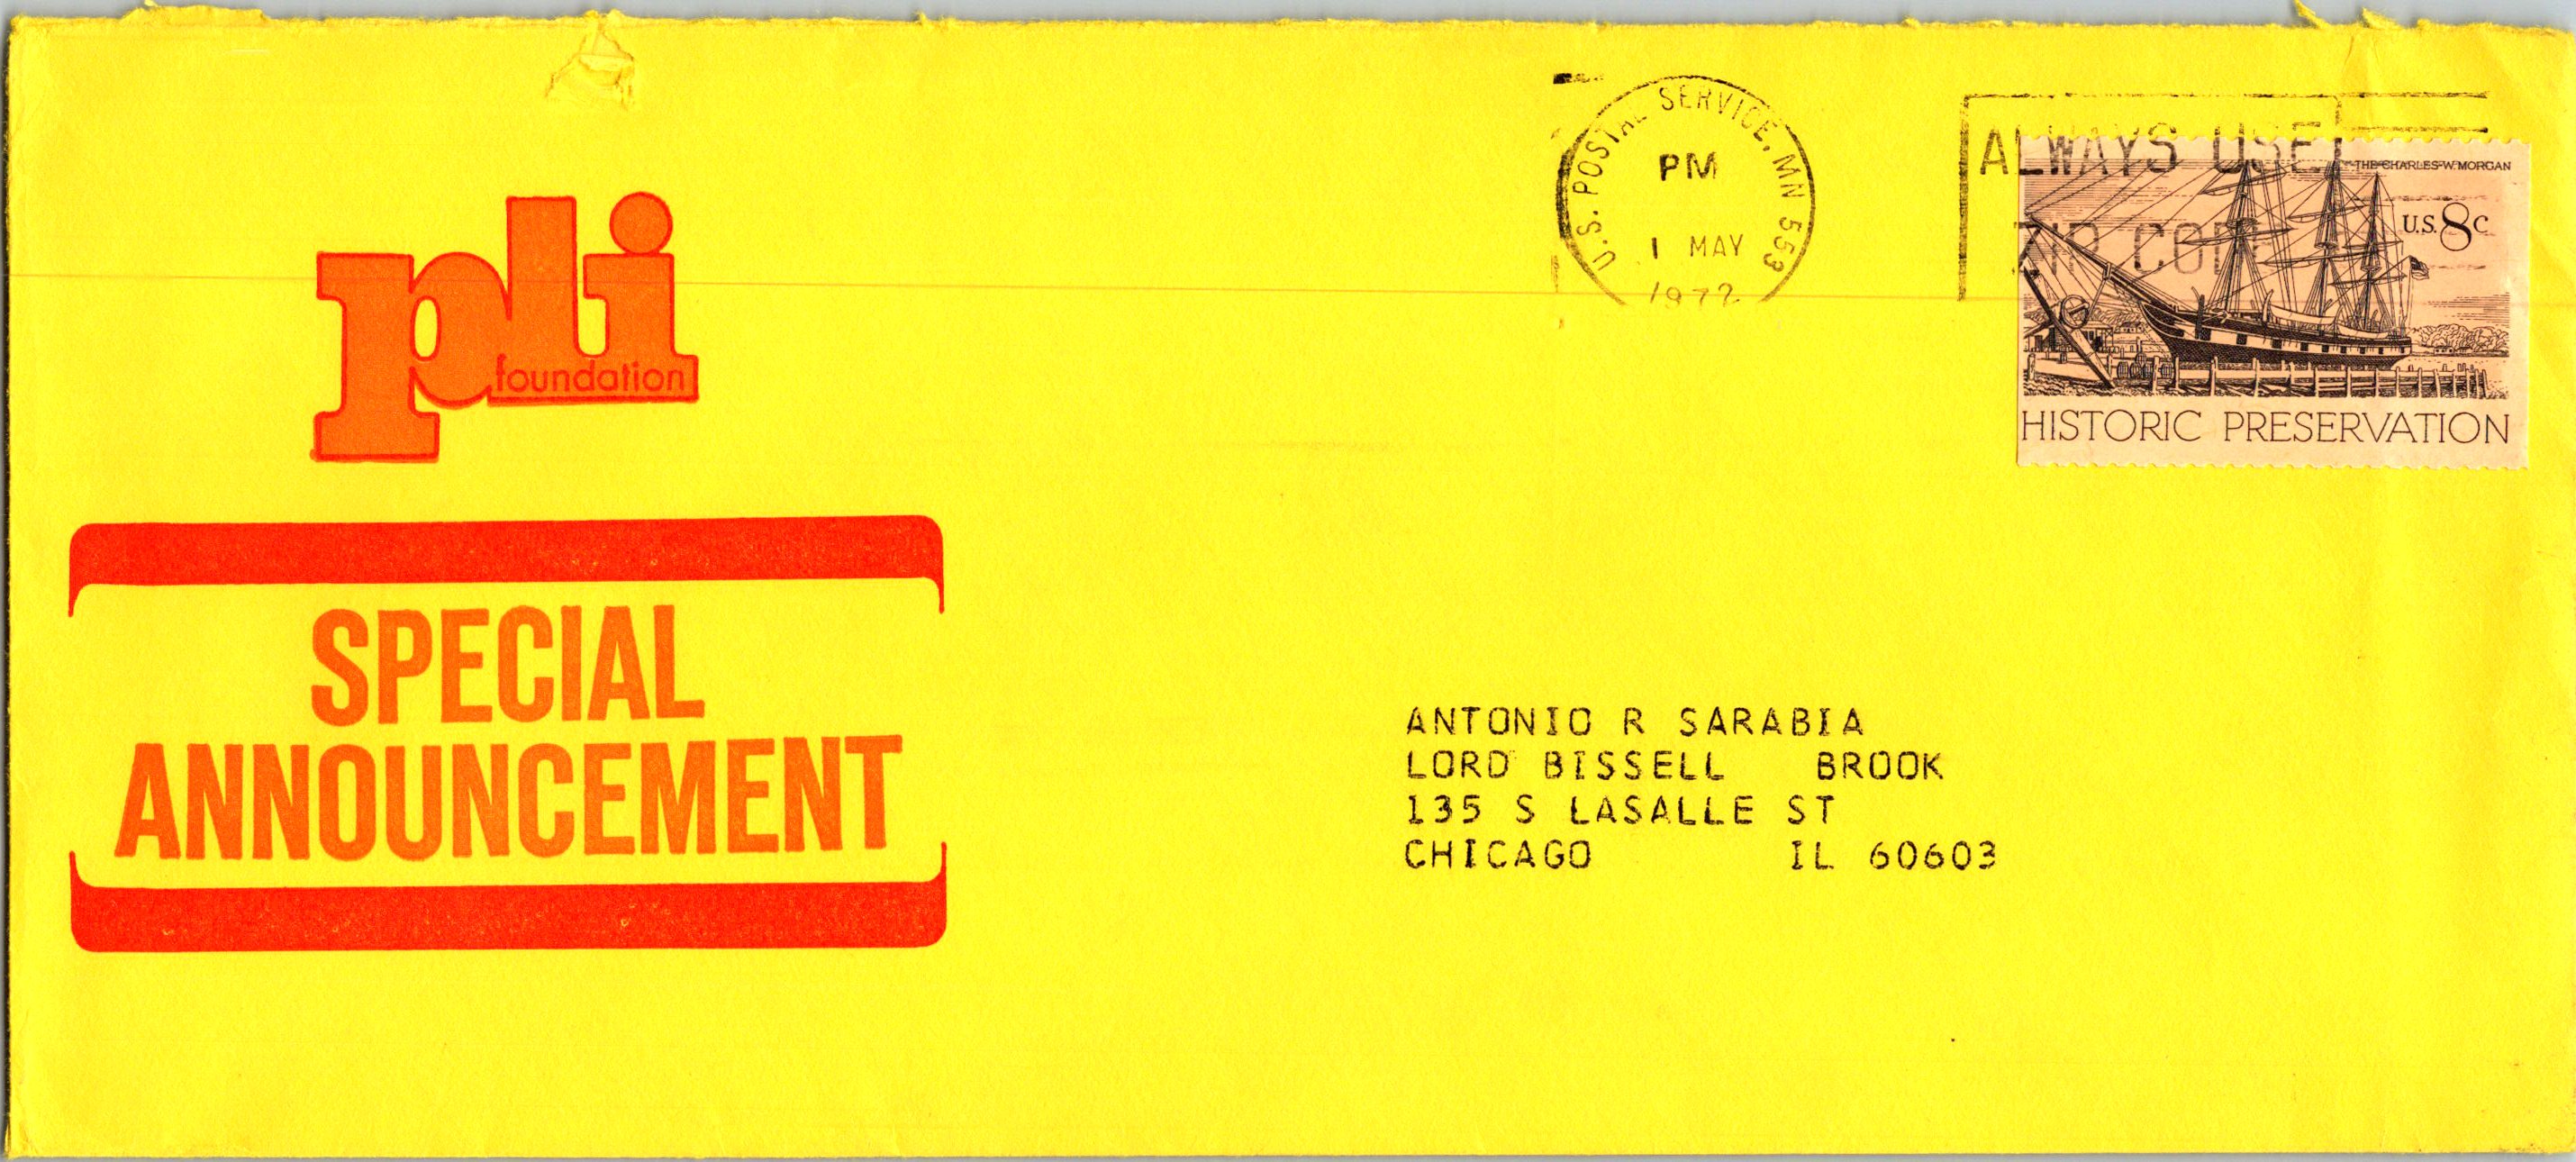 pli
foundation
SPECIAL
ANNOUNCEMENT
U.S. POSTAL SERVICE, MN 553
PM
1 MAY
1972
ALWAYS USE
ZIP CODE
THE CHARLES W. MORGAN
U.S. 8c
HISTORIC PRESERVATION
ANTONIO R SARABIA
LORD BISSELL BROOK
135 S LASALLE ST
CHICAGO IL 60603